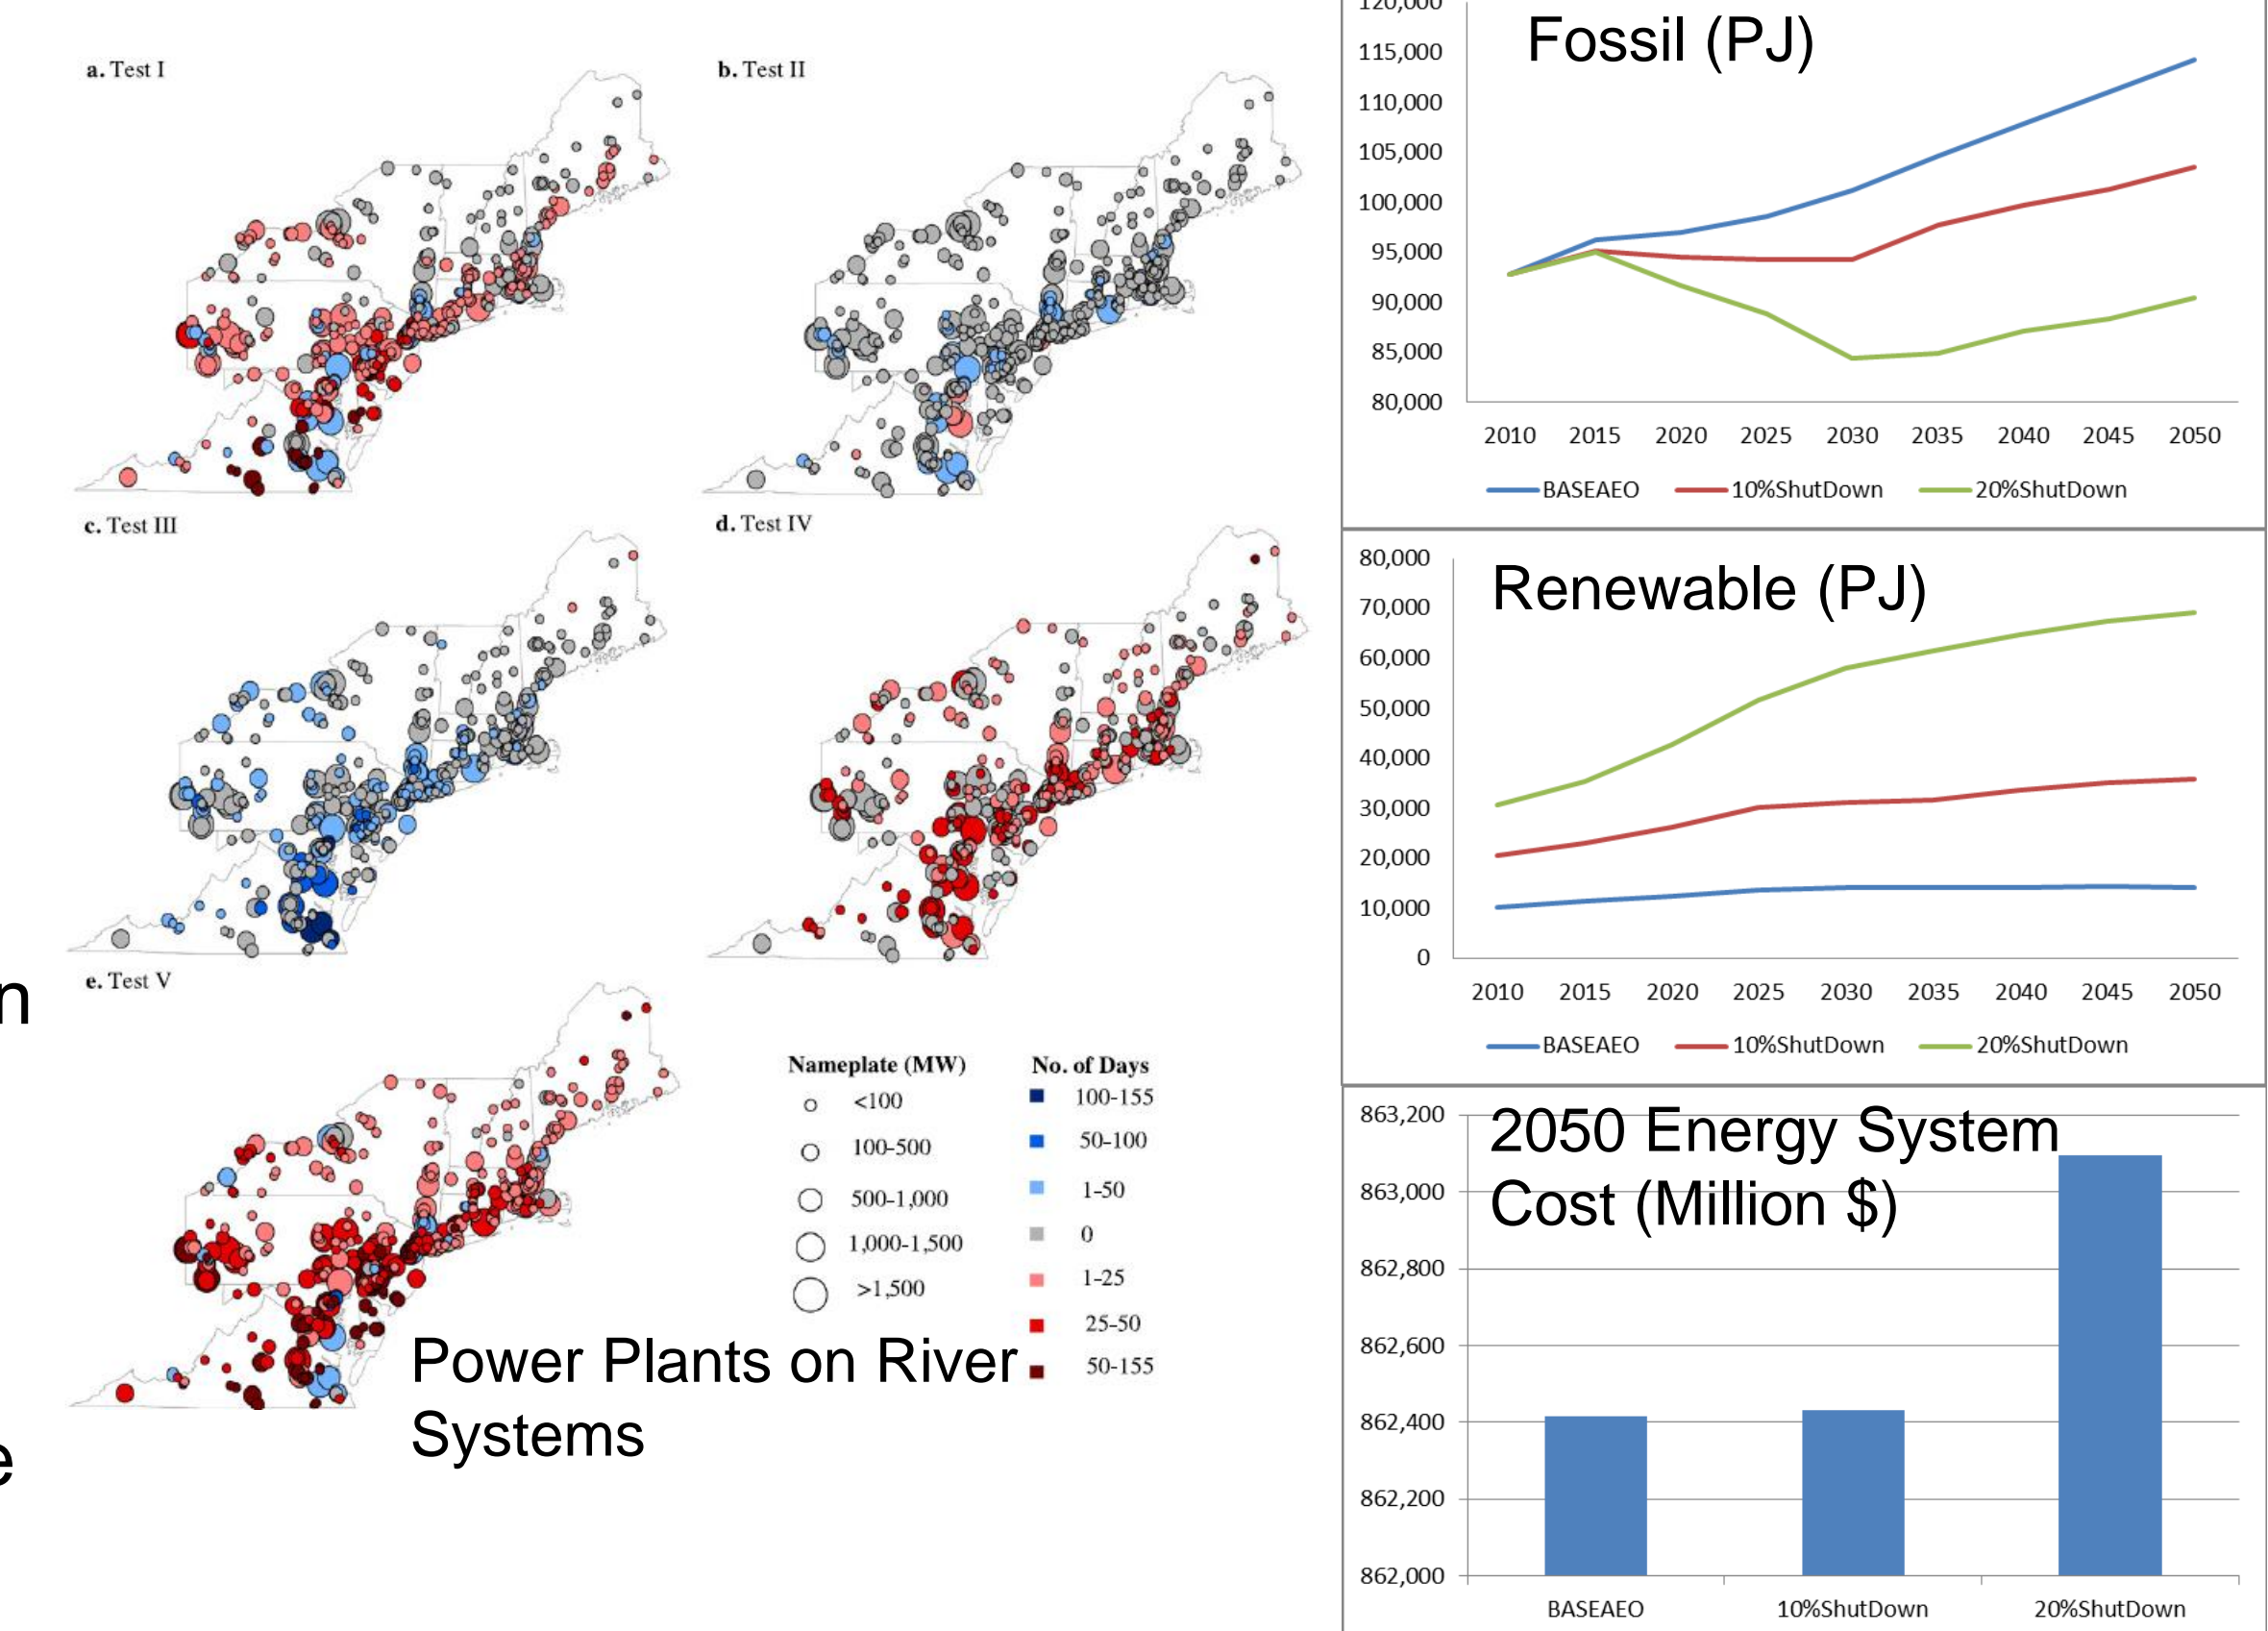 a. Test I
b. Test II
c. Test III
d. Test IV
n
e. Test V
Nameplate (MW)
<100
100-500
500-1,000
1,000-1,500
>1,500
No. of Days
100-155
50-100
1-50
0
1-25
25-50
50-155
Power Plants on River
Systems
e
120,000
Fossil (PJ)
115,000
110,000
105,000
100,000
95,000
90,000
85,000
80,000
2010 2015 2020 2025 2030 2035 2040 2045 2050
BASEAEO 10%ShutDown 20%ShutDown
80,000
Renewable (PJ)
70,000
60,000
50,000
40,000
30,000
20,000
10,000
0
2010 2015 2020 2025 2030 2035 2040 2045 2050
BASEAEO 10%ShutDown 20%ShutDown
863,200
2050 Energy System
Cost (Million $)
863,000
862,800
862,600
862,400
862,200
862,000
BASEAEO 10%ShutDown 20%ShutDown